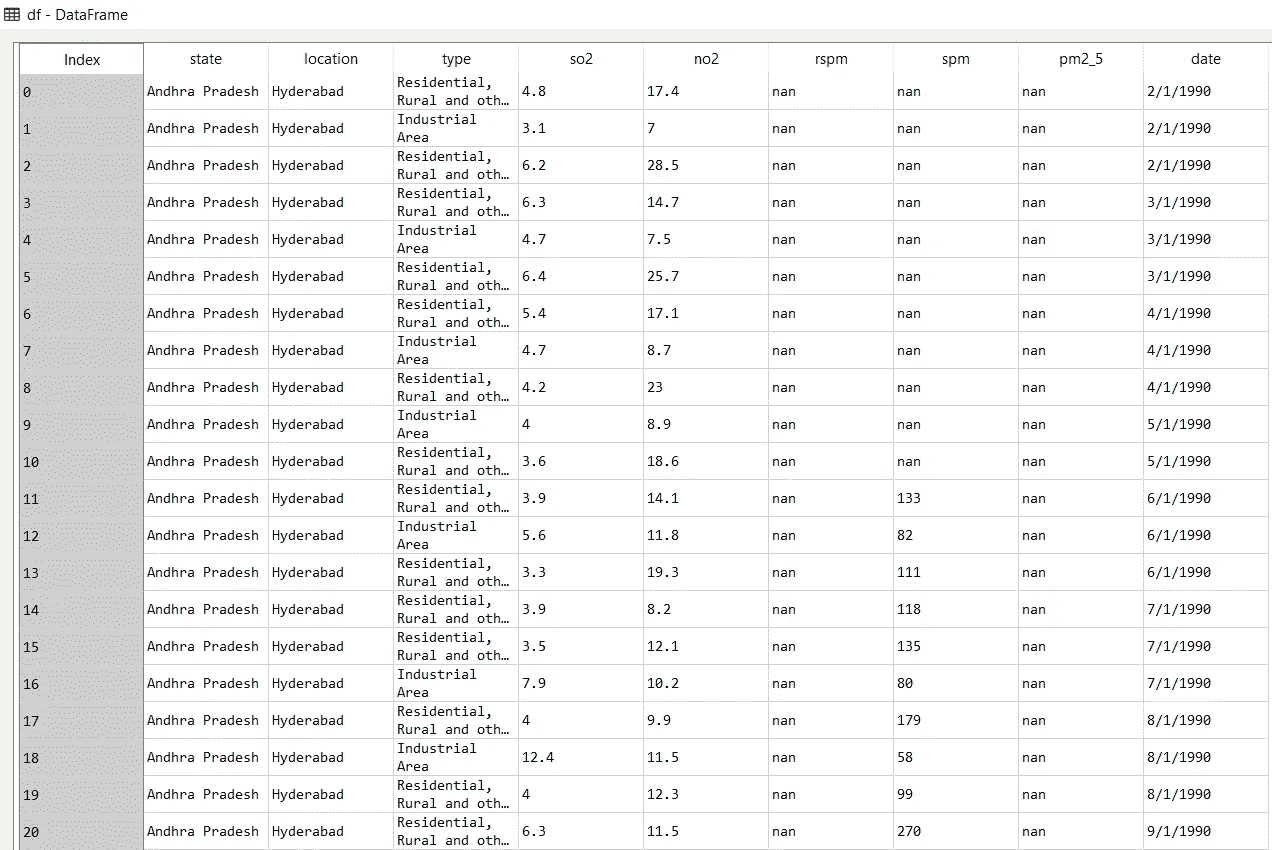 df - DataFrame
Index state location type so2 no2 rspm spm pm2_5 date
0 Andhra Pradesh Hyderabad Residential, Rural and oth… 4.8 17.4 nan nan nan 2/1/1990
1 Andhra Pradesh Hyderabad Industrial Area 3.1 7 nan nan nan 2/1/1990
2 Andhra Pradesh Hyderabad Residential, Rural and oth… 6.2 28.5 nan nan nan 2/1/1990
3 Andhra Pradesh Hyderabad Residential, Rural and oth… 6.3 14.7 nan nan nan 3/1/1990
4 Andhra Pradesh Hyderabad Industrial Area 4.7 7.5 nan nan nan 3/1/1990
5 Andhra Pradesh Hyderabad Residential, Rural and oth… 6.4 25.7 nan nan nan 3/1/1990
6 Andhra Pradesh Hyderabad Residential, Rural and oth… 5.4 17.1 nan nan nan 4/1/1990
7 Andhra Pradesh Hyderabad Industrial Area 4.7 8.7 nan nan nan 4/1/1990
8 Andhra Pradesh Hyderabad Residential, Rural and oth… 4.2 23 nan nan nan 4/1/1990
9 Andhra Pradesh Hyderabad Industrial Area 4 8.9 nan nan nan 5/1/1990
10 Andhra Pradesh Hyderabad Residential, Rural and oth… 3.6 18.6 nan nan nan 5/1/1990
11 Andhra Pradesh Hyderabad Residential, Rural and oth… 3.9 14.1 nan 133 nan 6/1/1990
12 Andhra Pradesh Hyderabad Industrial Area 5.6 11.8 nan 82 nan 6/1/1990
13 Andhra Pradesh Hyderabad Residential, Rural and oth… 3.3 19.3 nan 111 nan 6/1/1990
14 Andhra Pradesh Hyderabad Residential, Rural and oth… 3.9 8.2 nan 118 nan 7/1/1990
15 Andhra Pradesh Hyderabad Residential, Rural and oth… 3.5 12.1 nan 135 nan 7/1/1990
16 Andhra Pradesh Hyderabad Industrial Area 7.9 10.2 nan 80 nan 7/1/1990
17 Andhra Pradesh Hyderabad Residential, Rural and oth… 4 9.9 nan 179 nan 8/1/1990
18 Andhra Pradesh Hyderabad Industrial Area 12.4 11.5 nan 58 nan 8/1/1990
19 Andhra Pradesh Hyderabad Residential, Rural and oth… 4 12.3 nan 99 nan 8/1/1990
20 Andhra Pradesh Hyderabad Residential, Rural and oth… 6.3 11.5 nan 270 nan 9/1/1990